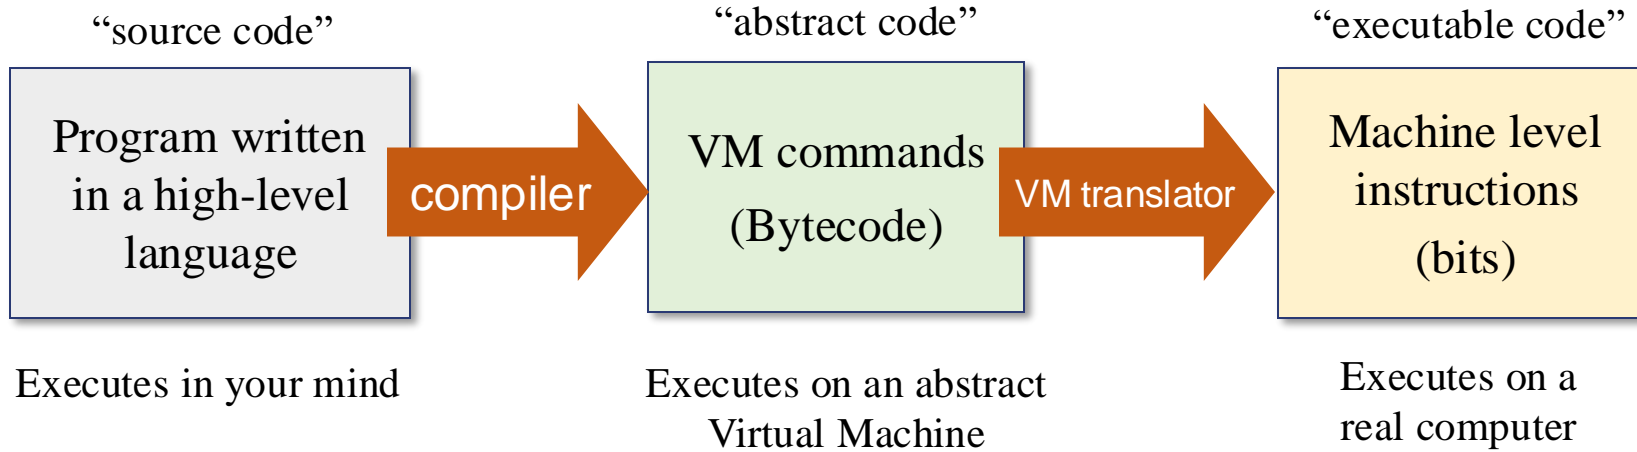 “source code”
Program written
in a high-level
language
Executes in your mind
compiler
“abstract code”
VM commands
(Bytecode)
Executes on an abstract
Virtual Machine
VM translator
“executable code”
Machine level
instructions
(bits)
Executes on a
real computer